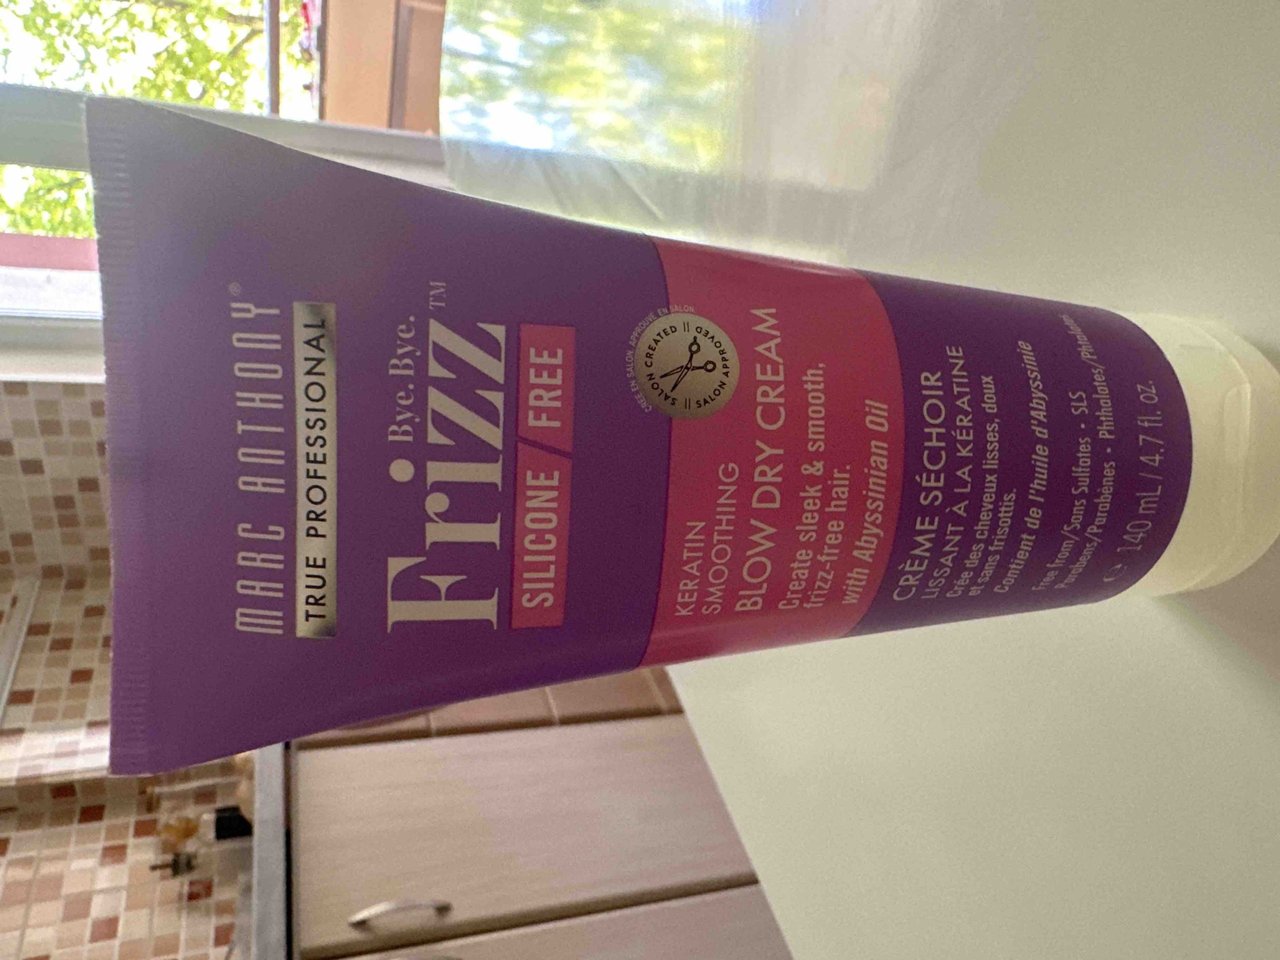 MARC ANTHONY®
TRUE PROFESSIONAL
Bye.Bye.
Frizz™
SILICONE / FREE
CRÉÉE EN SALON. APPROUVÉ EN SALON.
SALON CREATED
SALON APPROVED
KERATIN
SMOOTHING
BLOW DRY CREAM
Create sleek & smooth,
frizz-free hair.
with Abyssinian Oil
CRÈME SÉCHOIR
LISSANT À LA KÉRATINE
Crée des cheveux lisses, doux
et sans frisottis.
Contient de l'huile d'Abyssinie
Free from/Sans Sulfates • SLS
Parabens/Parabènes • Phthalates/Phtalates
℮ 140 mL / 4.7 fl. oz.